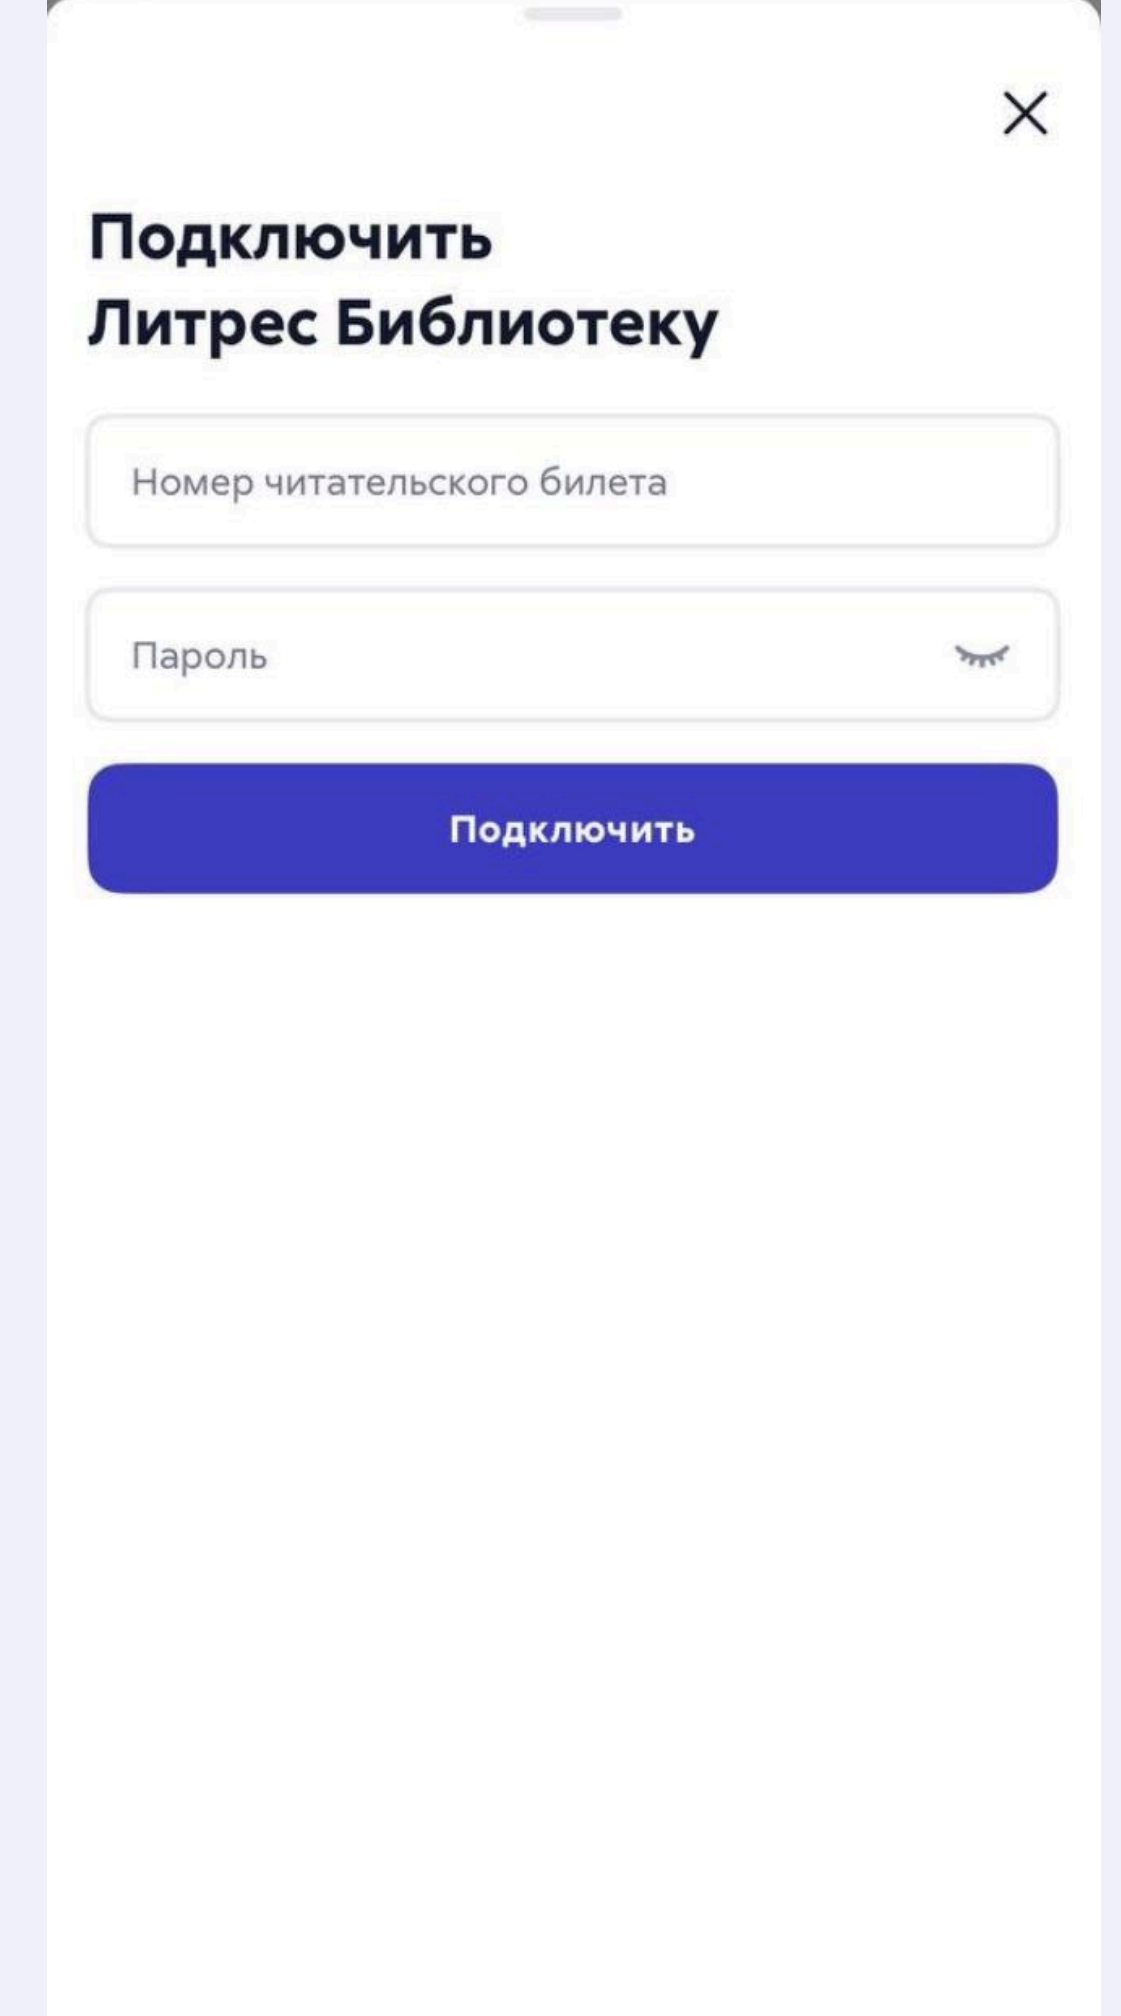 Подключить
Литрес Библиотеку
Номер читательского билета
Пароль
Подключить